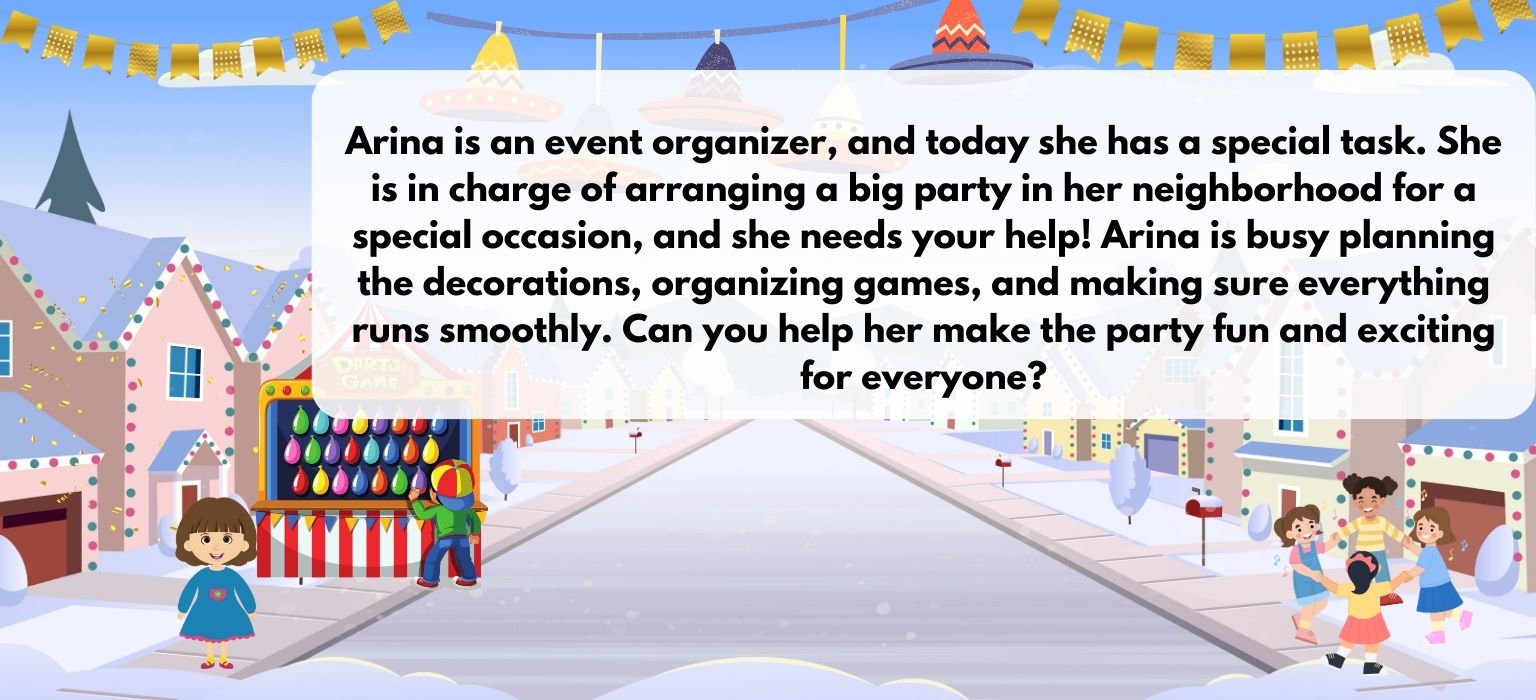 Arina is an event organizer, and today she has a special task. She
is in charge of arranging a big party in her neighborhood for a
special occasion, and she needs your help! Arina is busy planning
the decorations, organizing games, and making sure everything
runs smoothly. Can you help her make the party fun and exciting
for everyone?
DARTS
GAME